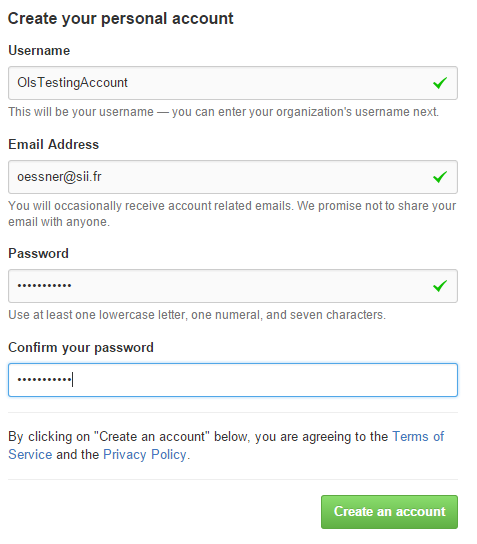 Create your personal account
Username
OlsTestingAccount
This will be your username — you can enter your organization's username next.
Email Address
oessner@sii.fr
You will occasionally receive account related emails. We promise not to share your
email with anyone.
Password
•••••••••••
Use at least one lowercase letter, one numeral, and seven characters.
Confirm your password
•••••••••••
By clicking on "Create an account" below, you are agreeing to the Terms of
Service and the Privacy Policy.
Create an account